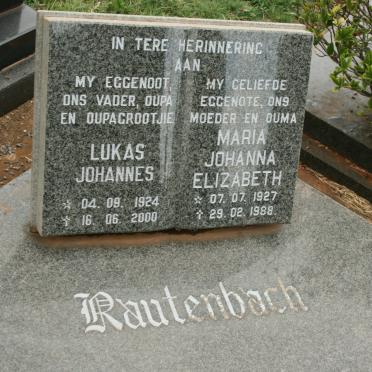 IN TERE HERINNERING
AAN
MY EGGENOOT,
ONS VADER, OUPA
EN OUPAGROOTJIE
LUKAS
JOHANNES
☆ 04. 09. 1924
✝ 16. 06. 2000
MY GELIEFDE
EGGENOTE, ONS
MOEDER EN OUMA
MARIA
JOHANNA
ELIZABETH
☆ 07. 07. 1927
✝ 29. 02. 1988.
Rautenbach